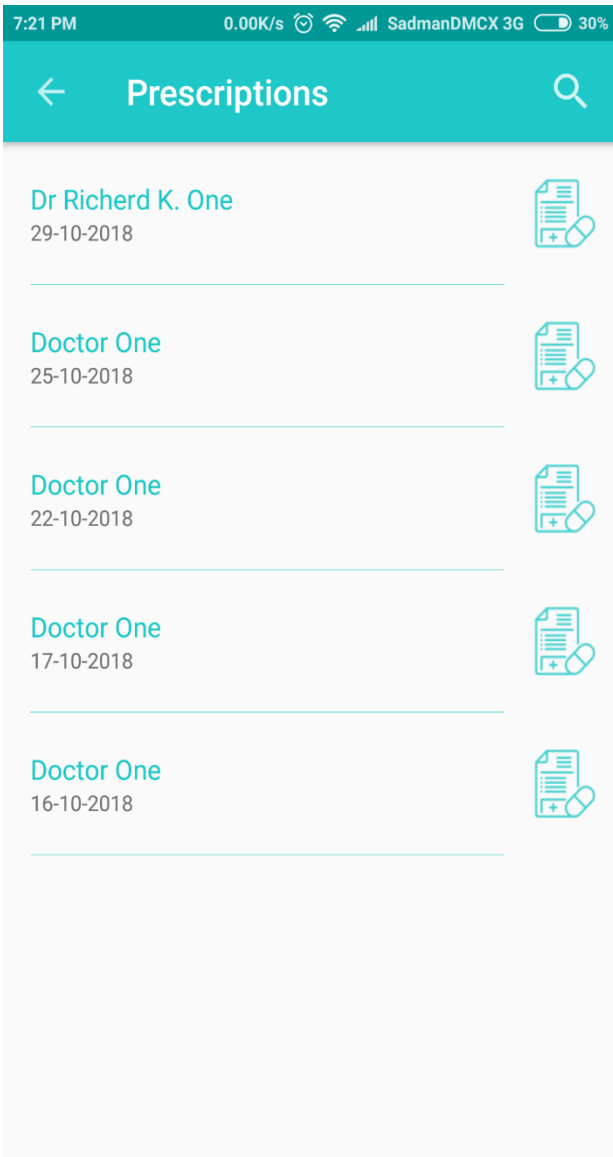 7:21 PM 0.00K/s SadmanDMCX 3G 30%
Prescriptions
Dr Richerd K. One
29-10-2018
Doctor One
25-10-2018
Doctor One
22-10-2018
Doctor One
17-10-2018
Doctor One
16-10-2018